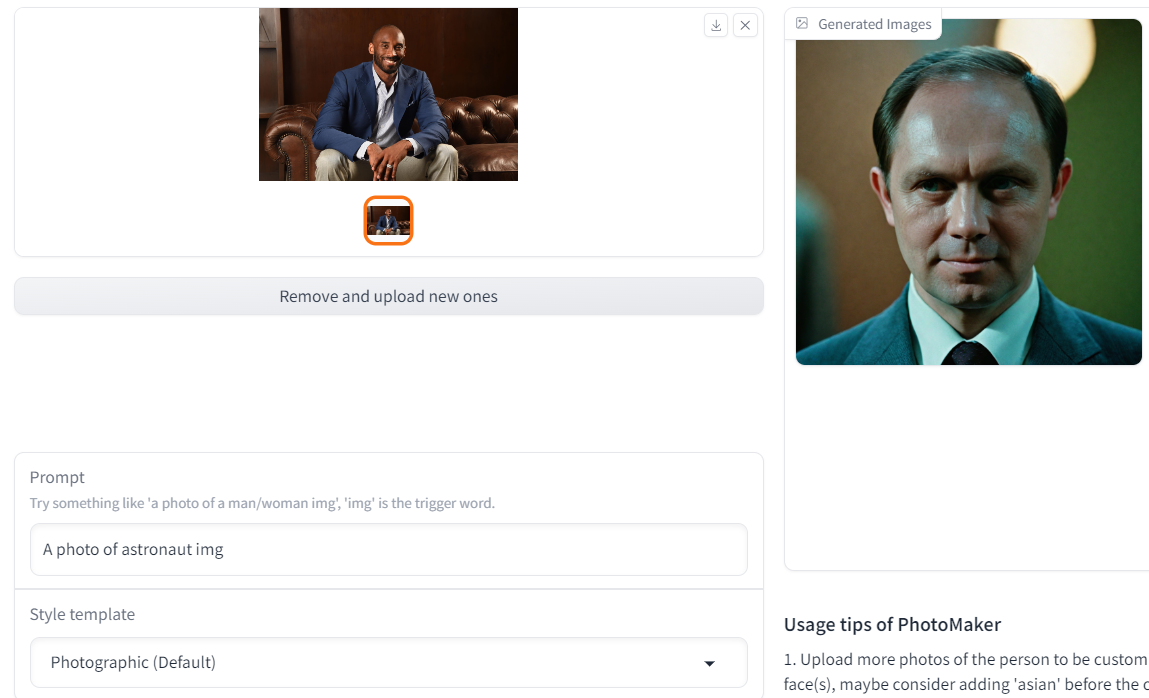 Generated Images
Remove and upload new ones
Prompt
Try something like 'a photo of a man/woman img', 'img' is the trigger word.
A photo of astronaut img
Style template
Photographic (Default)
Usage tips of PhotoMaker
1. Upload more photos of the person to be custom
face(s), maybe consider adding 'asian' before the